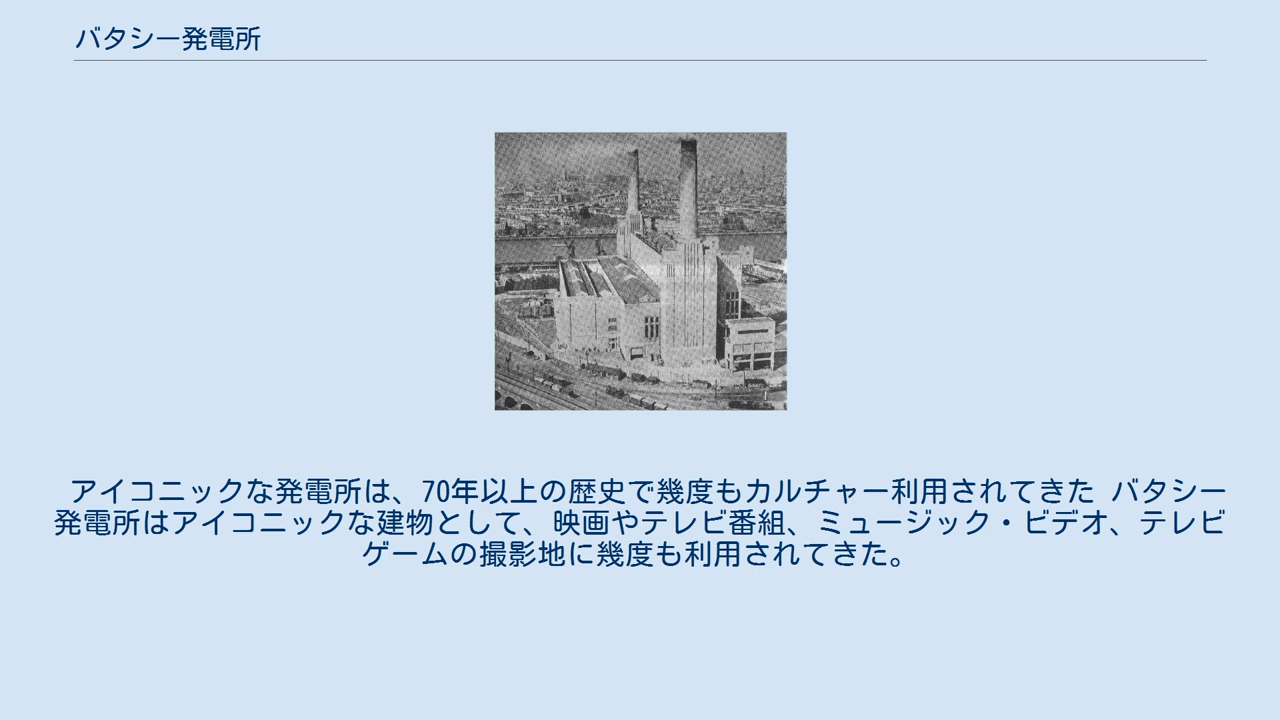 バタシー発電所
アイコニックな発電所は、70年以上の歴史で幾度もカルチャー利用されてきた バタシー
発電所はアイコニックな建物として、映画やテレビ番組、ミュージック・ビデオ、テレビ
ゲームの撮影地に幾度も利用されてきた。